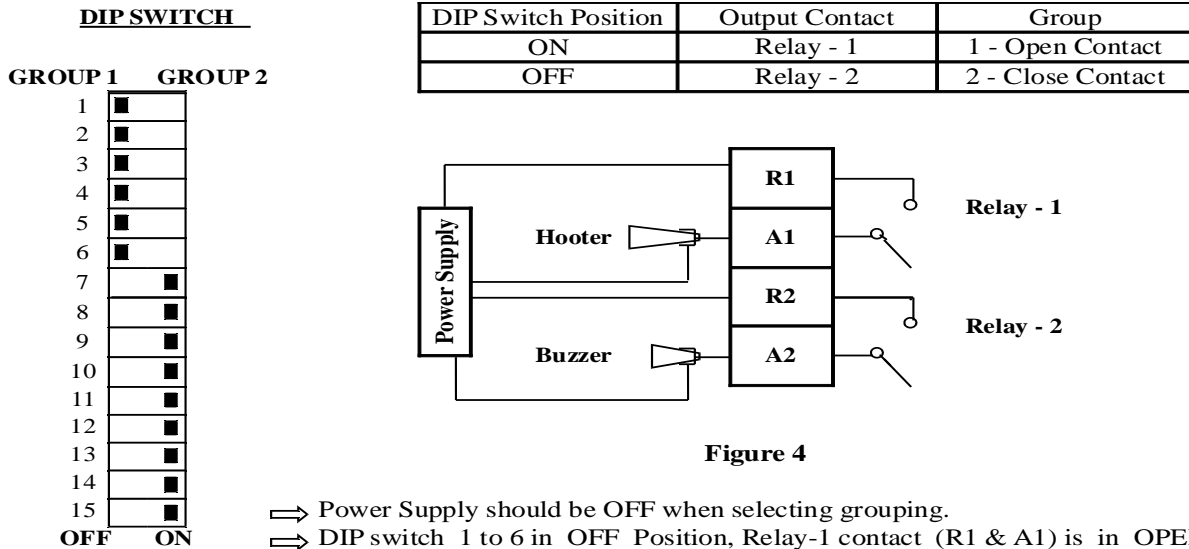 DIP SWITCH
DIP Switch Position Output Contact Group
ON Relay - 1 1 - Open Contact
OFF Relay - 2 2 - Close Contact
GROUP 1 GROUP 2
1
2
3
4
5
6
7
8
9
10
11
12
13
14
15
OFF ON
Power Supply
R1
Hooter A1
R2
Buzzer A2
Relay - 1
Relay - 2
Figure 4
⇒ Power Supply should be OFF when selecting grouping.
⇒ DIP switch 1 to 6 in OFF Position, Relay-1 contact (R1 & A1) is in